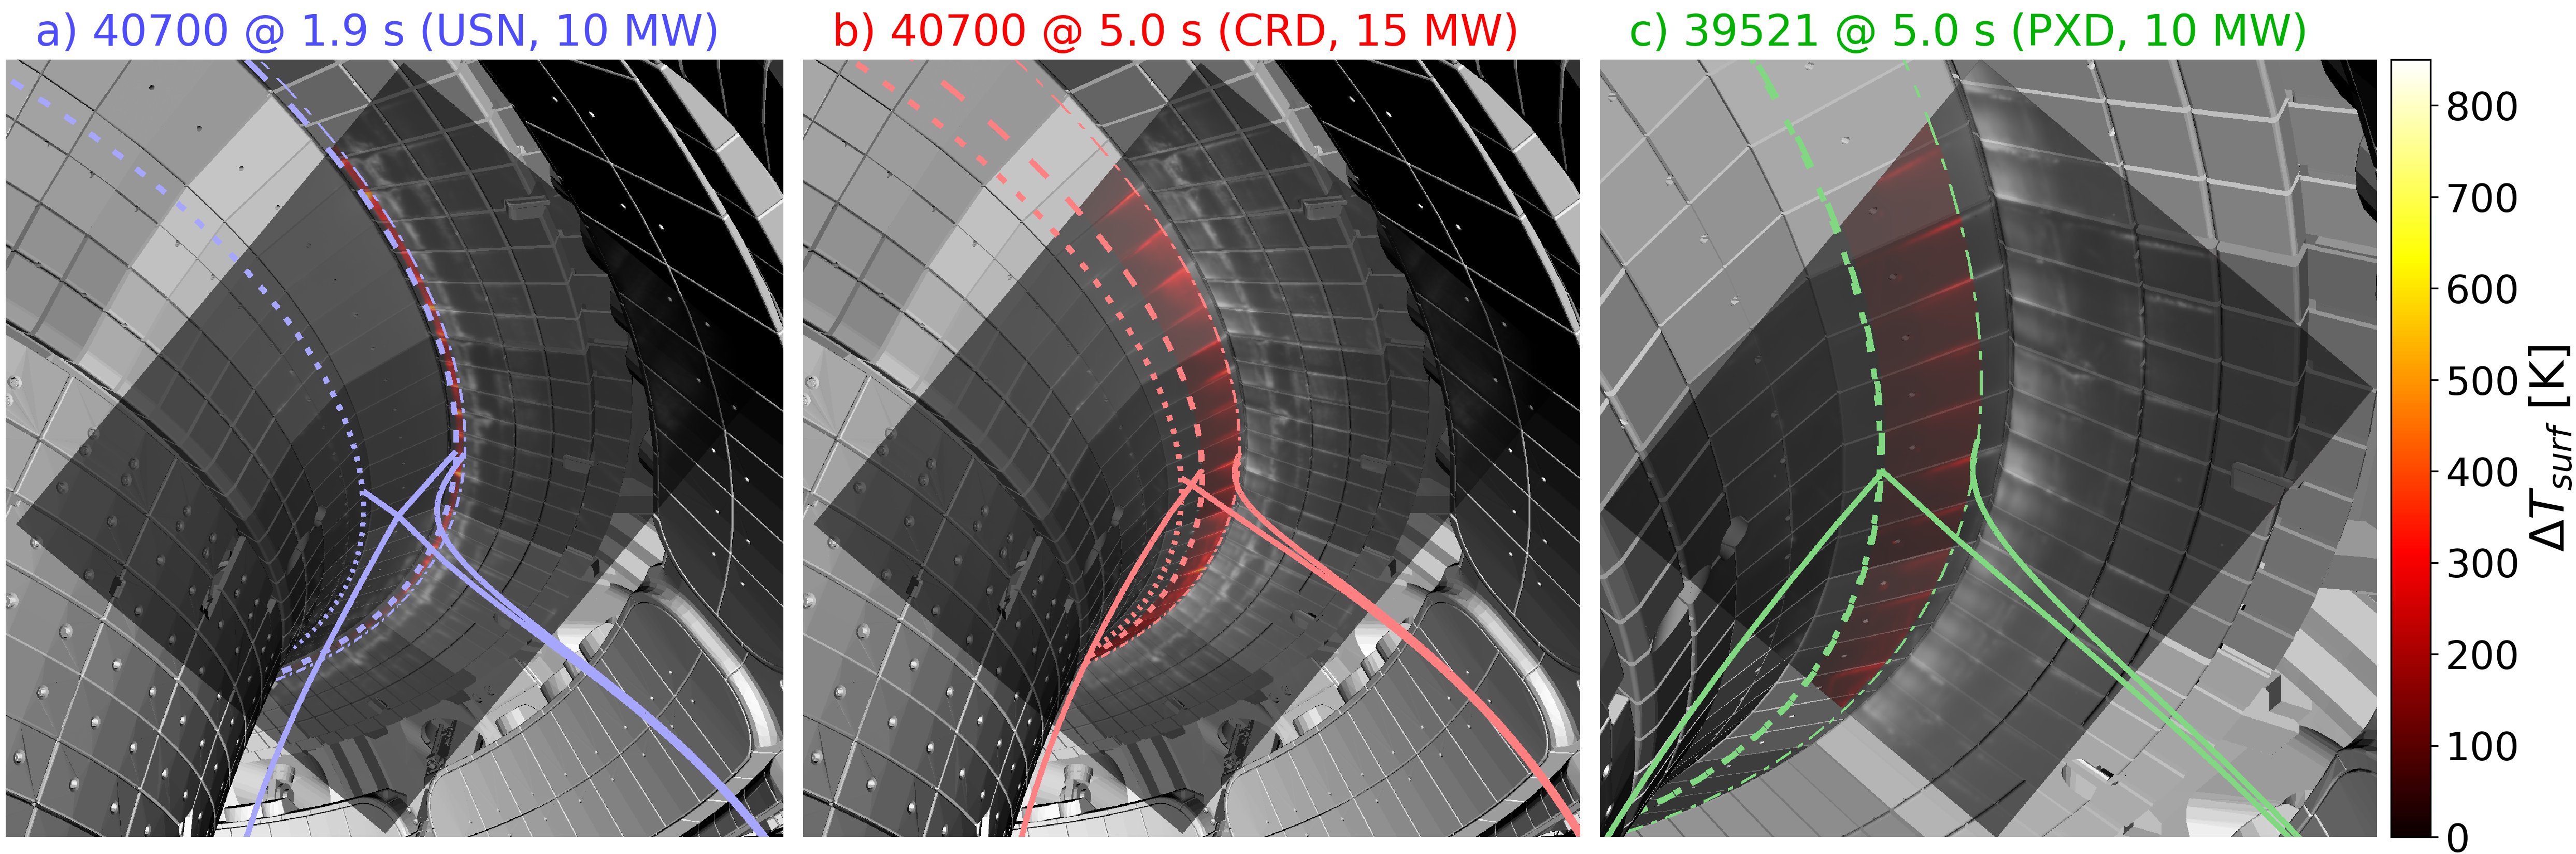 a) 40700 @ 1.9 s (USN, 10 MW)
b) 40700 @ 5.0 s (CRD, 15 MW)
c) 39521 @ 5.0 s (PXD, 10 MW)
800
700
600
500
400
300
200
100
0
ΔT_surf [K]